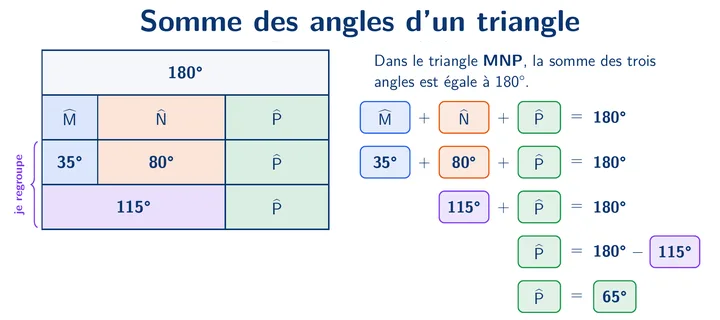 Somme des angles d'un triangle
180°
M̂ N̂ P̂
35° 80° P̂
115° P̂
je regroupe
Dans le triangle MNP, la somme des trois
angles est égale à 180°.
M̂ + N̂ + P̂ = 180°
35° + 80° + P̂ = 180°
115° + P̂ = 180°
P̂ = 180° − 115°
P̂ = 65°